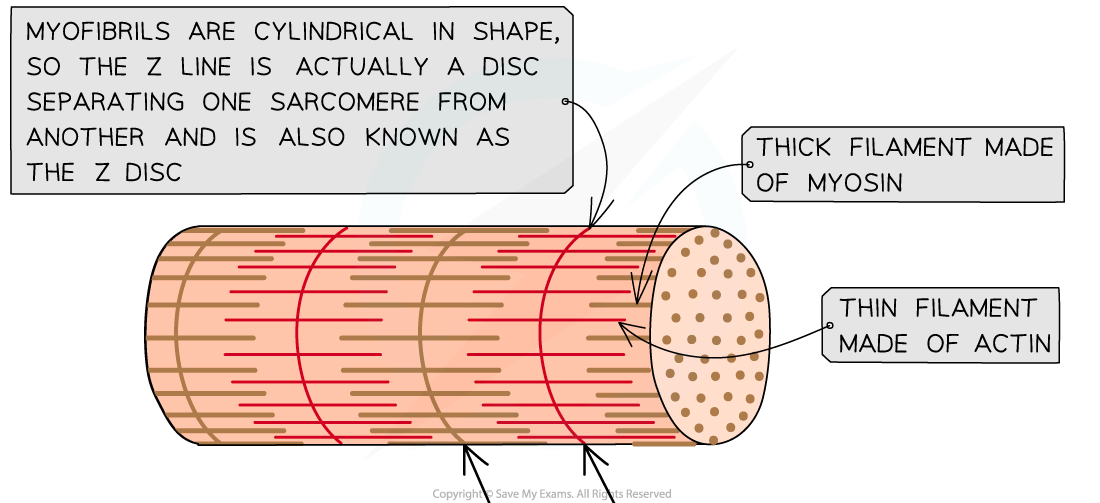 MYOFIBRILS ARE CYLINDRICAL IN SHAPE,
SO THE Z LINE IS ACTUALLY A DISC
SEPARATING ONE SARCOMERE FROM
ANOTHER AND IS ALSO KNOWN AS
THE Z DISC
THICK FILAMENT MADE
OF MYOSIN
THIN FILAMENT
MADE OF ACTIN
Copyright © Save My Exams. All Rights Reserved